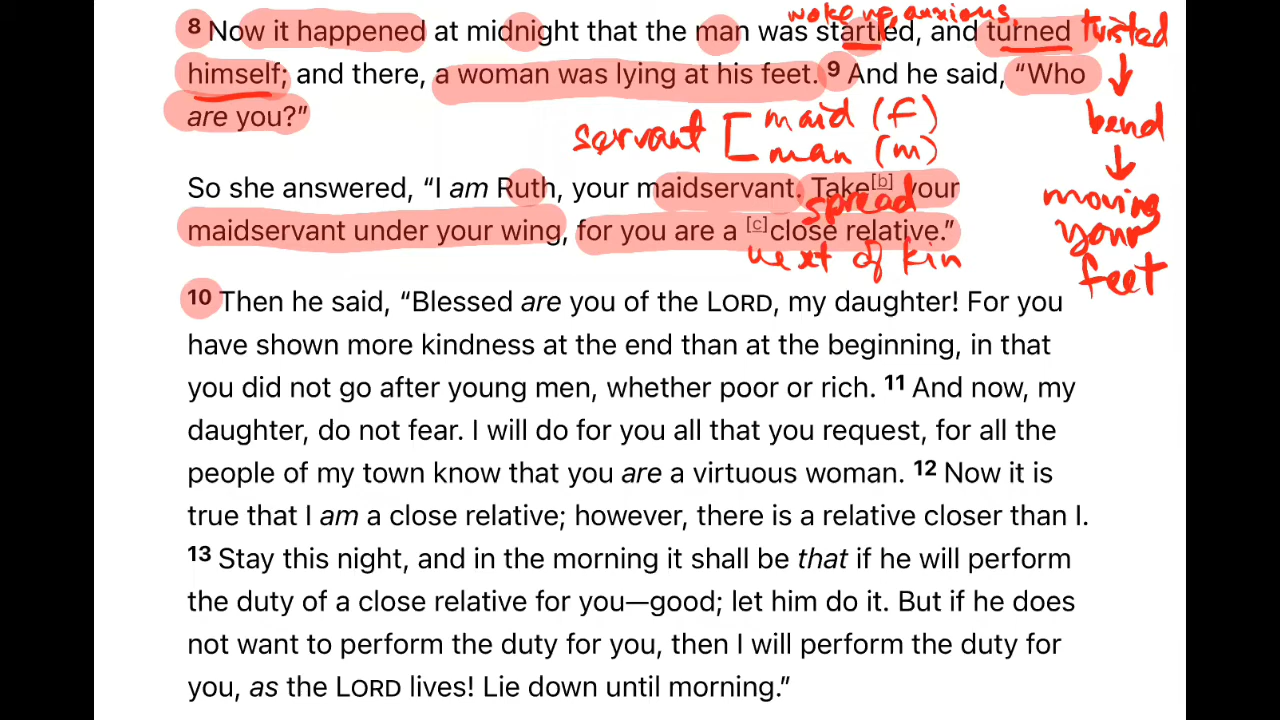 woke up anxious
8 Now it happened at midnight that the man was startled, and turned
twisted
himself; and there, a woman was lying at his feet. 9 And he said, “Who
↓
are you?”
servant [ maid (f)
man (m)
bend
↓
So she answered, “I am Ruth, your maidservant. Take[b] your
spread
moving
your
feet
maidservant under your wing, for you are a [c]close relative.”
next of kin
10 Then he said, “Blessed are you of the LORD, my daughter! For you
have shown more kindness at the end than at the beginning, in that
you did not go after young men, whether poor or rich. 11 And now, my
daughter, do not fear. I will do for you all that you request, for all the
people of my town know that you are a virtuous woman. 12 Now it is
true that I am a close relative; however, there is a relative closer than I.
13 Stay this night, and in the morning it shall be that if he will perform
the duty of a close relative for you—good; let him do it. But if he does
not want to perform the duty for you, then I will perform the duty for
you, as the LORD lives! Lie down until morning.”